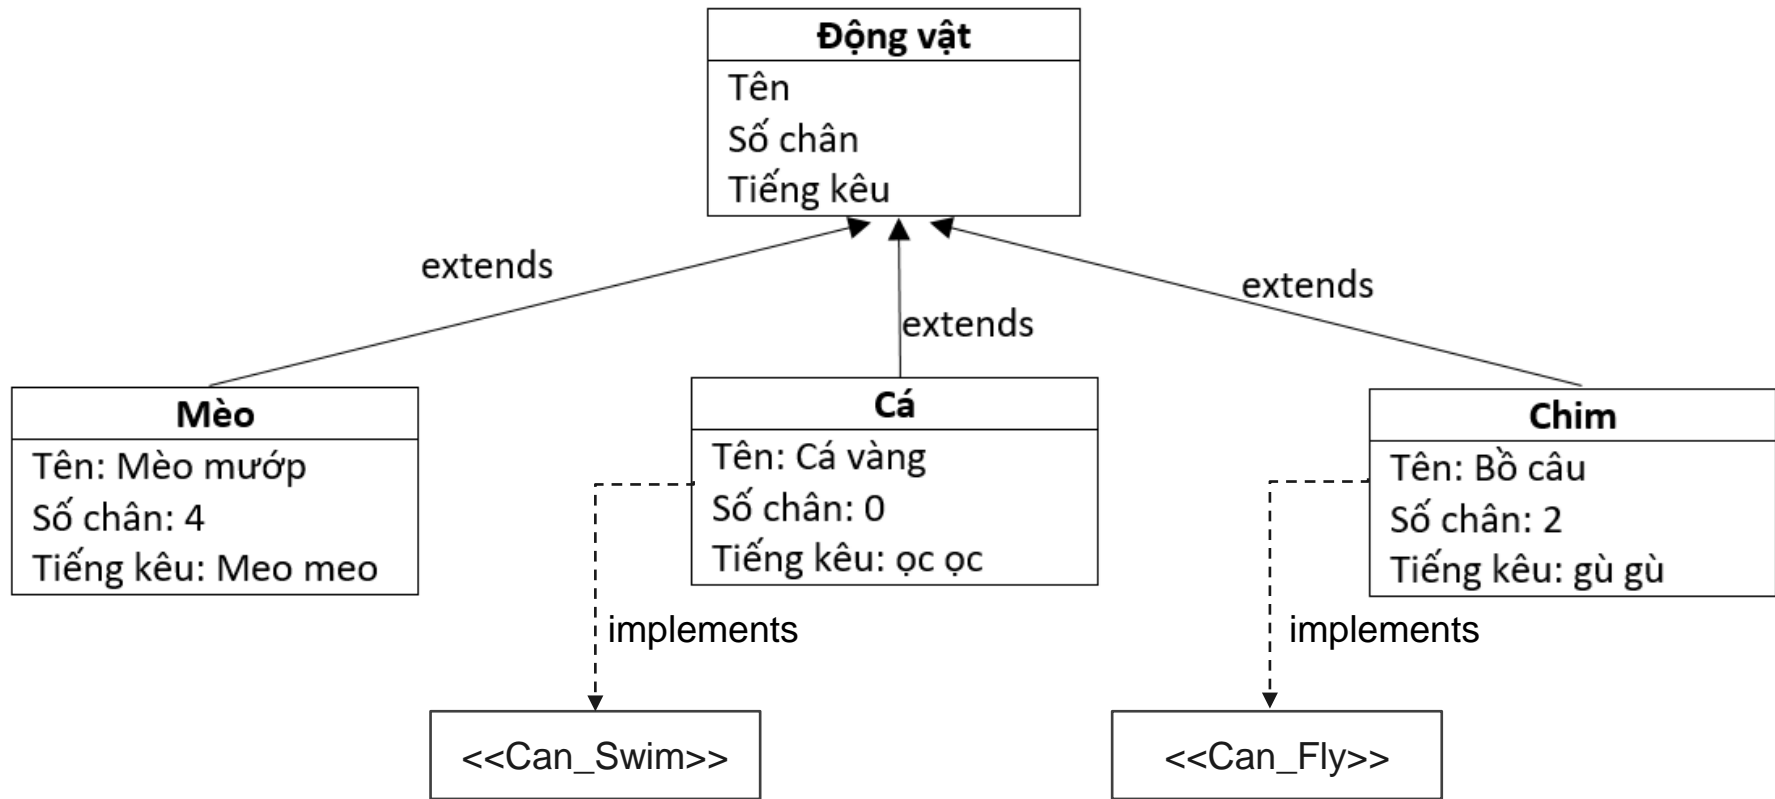 Động vật
Tên
Số chân
Tiếng kêu
extends
extends
extends
Mèo
Tên: Mèo mướp
Số chân: 4
Tiếng kêu: Meo meo
Cá
Tên: Cá vàng
Số chân: 0
Tiếng kêu: ọc ọc
Chim
Tên: Bồ câu
Số chân: 2
Tiếng kêu: gù gù
implements
implements
<<Can_Swim>>
<<Can_Fly>>